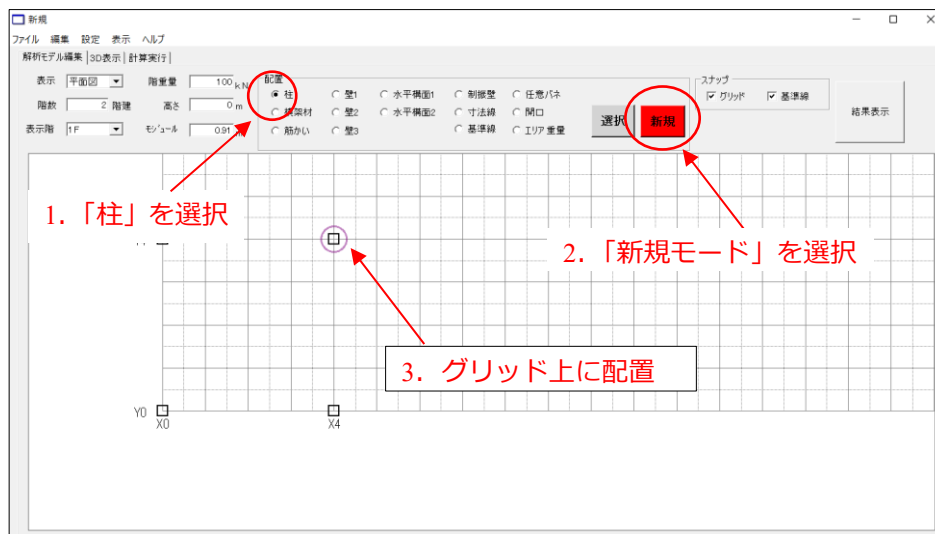 新規
ファイル 編集 設定 表示 ヘルプ
解析モデル編集 3D表示 計算実行
表示 平面図 階重量 100 kN
階数 2 階建 高さ 0 m
表示階 1F モジュール 0.91
配置
柱 壁1 水平構面1 制振壁 任意バネ
横架材 壁2 水平構面2 寸法線 開口
筋かい 壁3 基準線 エリア重量
選択 新規
スナップ
グリッド 基準線
結果表示
1.「柱」を選択
2.「新規モード」を選択
3. グリッド上に配置
Y0
X0 X4